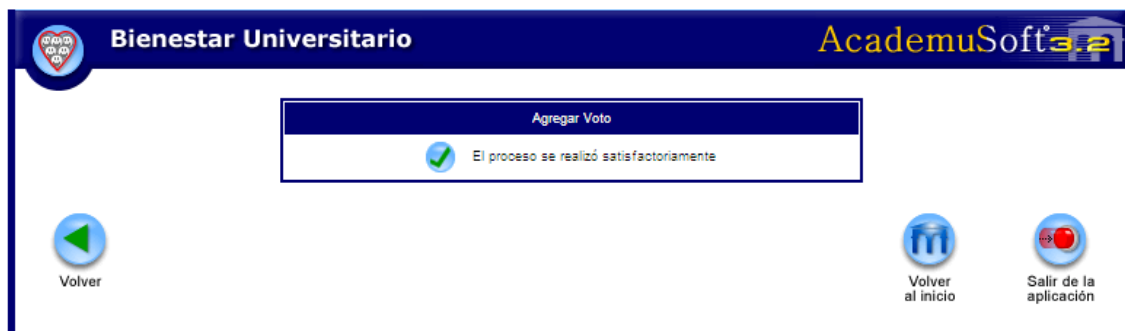 Bienestar Universitario
AcademuSoft 3.2
Agregar Voto
El proceso se realizó satisfactoriamente
Volver
Volver
al inicio
Salir de la
aplicación